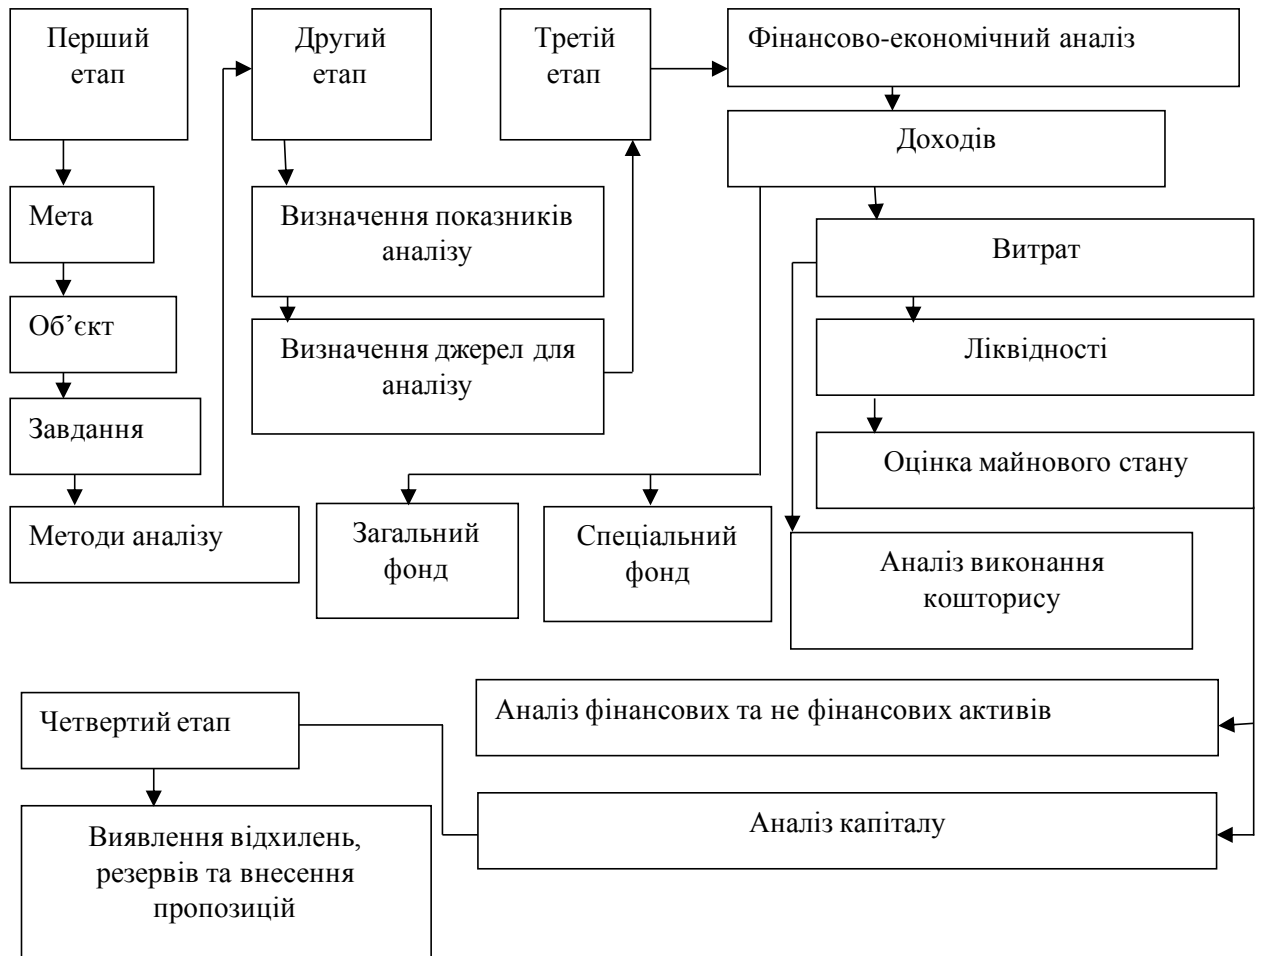 Перший
етап
Мета
Об’єкт
Завдання
Методи аналізу
Другий
етап
Визначення показників
аналізу
Визначення джерел для
аналізу
Третій
етап
Фінансово-економічний аналіз
Доходів
Загальний
фонд
Спеціальний
фонд
Витрат
Ліквідності
Оцінка майнового стану
Аналіз виконання
кошторису
Аналіз фінансових та не фінансових активів
Аналіз капіталу
Четвертий етап
Виявлення відхилень,
резервів та внесення
пропозицій